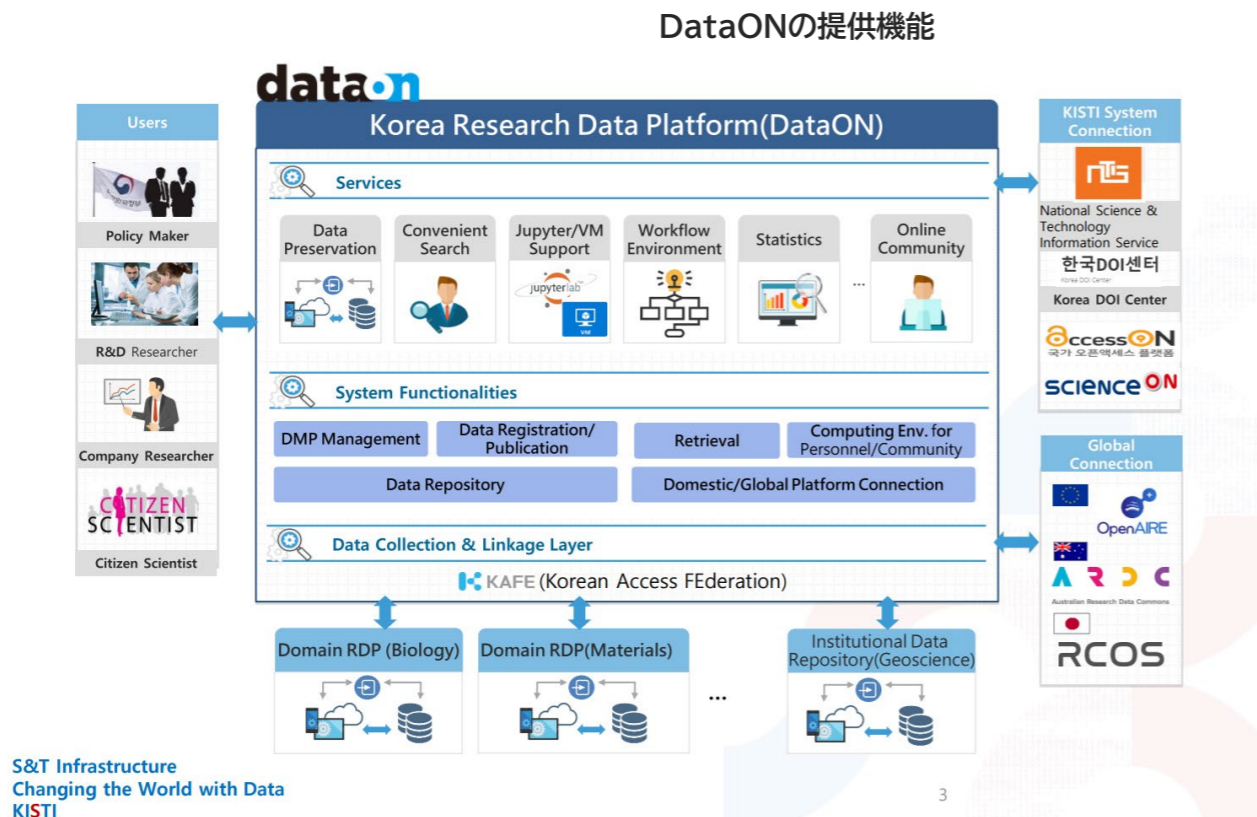 DataONの提供機能
dataon
Korea Research Data Platform(DataON)
Users
Policy Maker
R&D Researcher
Company Researcher
CITIZEN
SCIENTIST
Citizen Scientist
Services
Data
Preservation
Convenient
Search
Jupyter/VM
Support
jupyterlab
VM
Workflow
Environment
Statistics
...
Online
Community
System Functionalities
DMP Management
Data Registration/
Publication
Retrieval
Computing Env. for
Personnel/Community
Data Repository
Domestic/Global Platform Connection
Data Collection & Linkage Layer
KAFE (Korean Access FEderation)
Domain RDP (Biology)
Domain RDP(Materials)
...
Institutional Data
Repository(Geoscience)
KISTI System
Connection
NTIS
National Science &
Technology
Information Service
한국DOI센터
Korea DOI Center
Korea DOI Center
accessON
국가 오픈액세스 플랫폼
SCIENCE ON
Global
Connection
OpenAIRE
ARDC
Australian Research Data Commons
RCOS
S&T Infrastructure
Changing the World with Data
KISTI
3